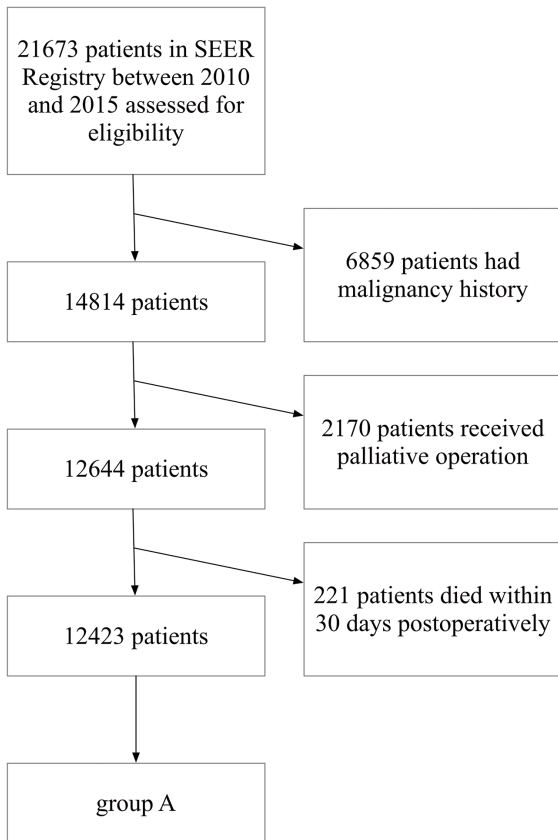 21673 patients in SEER
Registry between 2010
and 2015 assessed for
eligibility
6859 patients had
malignancy history
14814 patients
2170 patients received
palliative operation
12644 patients
221 patients died within
30 days postoperatively
12423 patients
group A